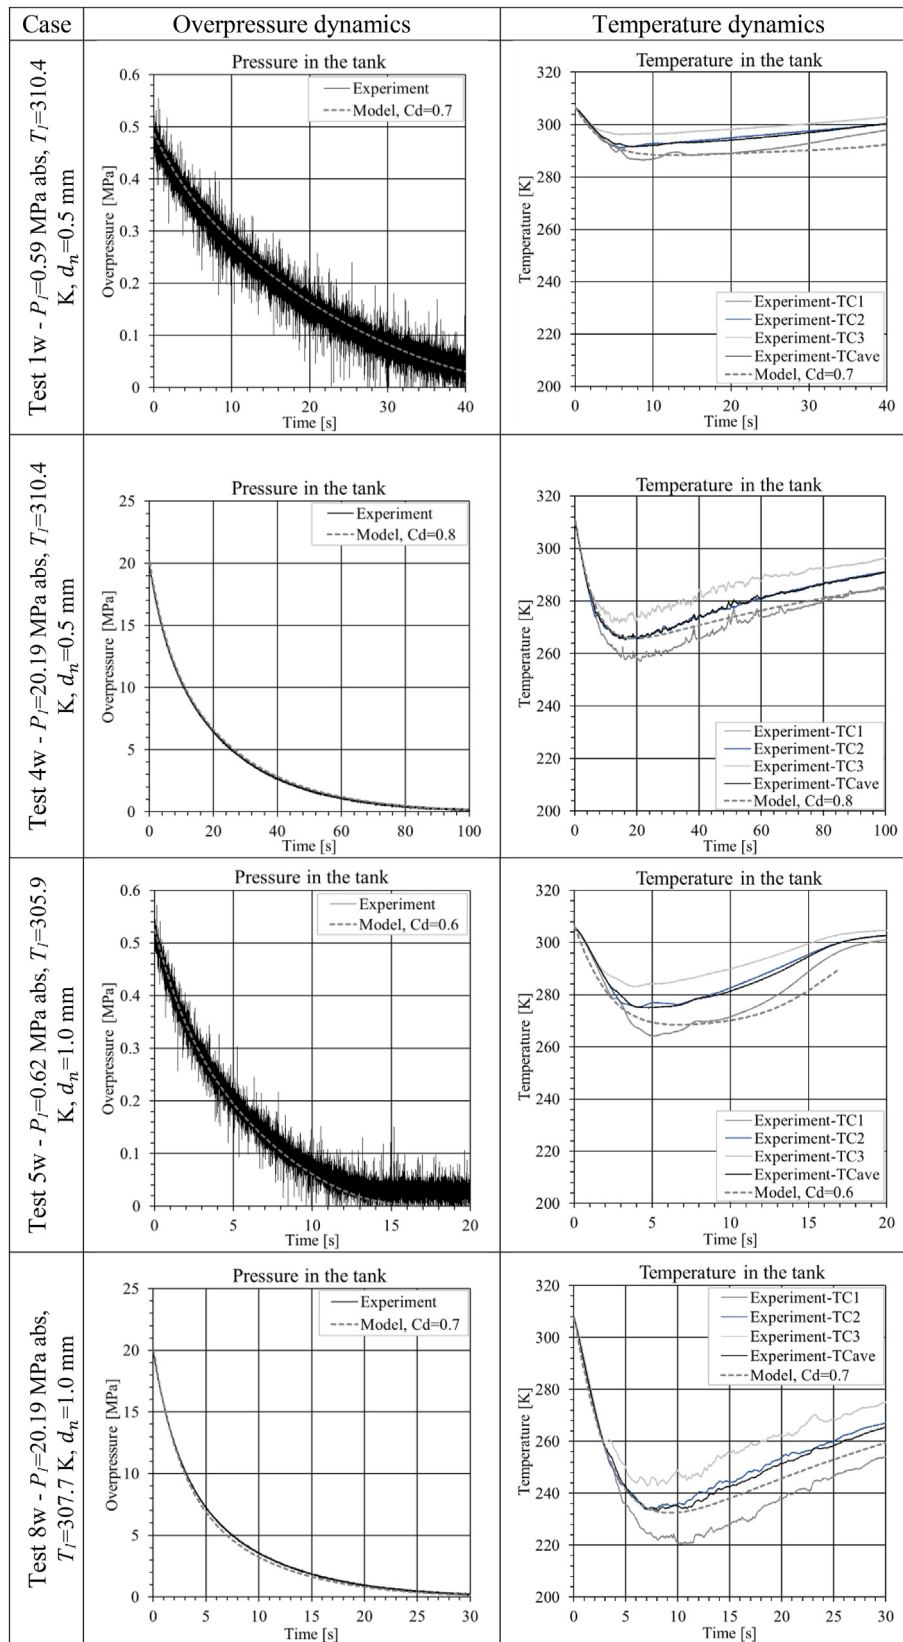 Case
Overpressure dynamics
Temperature dynamics
Test 1w - P1=0.59 MPa abs, T1=310.4
K, dn=0.5 mm
Pressure in the tank
Experiment
Model, Cd=0.7
Overpressure [MPa]
0.6
0.5
0.4
0.3
0.2
0.1
0
0 10 20 30 40
Time [s]
Temperature in the tank
Temperature [K]
320
300
280
260
240
220
200
Experiment-TC1
Experiment-TC2
Experiment-TC3
Experiment-TCave
Model, Cd=0.7
0 10 20 30 40
Time [s]
Test 4w - P1=20.19 MPa abs, T1=310.4
K, dn=0.5 mm
Pressure in the tank
Experiment
Model, Cd=0.8
Overpressure [MPa]
25
20
15
10
5
0
0 20 40 60 80 100
Time [s]
Temperature in the tank
Temperature [K]
320
300
280
260
240
220
200
Experiment-TC1
Experiment-TC2
Experiment-TC3
Experiment-TCave
Model, Cd=0.8
0 20 40 60 80 100
Time [s]
Test 5w - P1=0.62 MPa abs, T1=305.9
K, dn=1.0 mm
Pressure in the tank
Experiment
Model, Cd=0.6
Overpressure [MPa]
0.6
0.5
0.4
0.3
0.2
0.1
0
0 5 10 15 20
Time [s]
Temperature in the tank
Temperature [K]
320
300
280
260
240
220
200
Experiment-TC1
Experiment-TC2
Experiment-TC3
Experiment-TCave
Model, Cd=0.6
0 5 10 15 20
Time [s]
Test 8w - P1=20.19 MPa abs,
T1=307.7 K, dn=1.0 mm
Pressure in the tank
Experiment
Model, Cd=0.7
Overpressure [MPa]
25
20
15
10
5
0
0 5 10 15 20 25 30
Time [s]
Temperature in the tank
Temperature [K]
320
300
280
260
240
220
200
Experiment-TC1
Experiment-TC2
Experiment-TC3
Experiment-TCave
Model, Cd=0.7
0 5 10 15 20 25 30
Time [s]